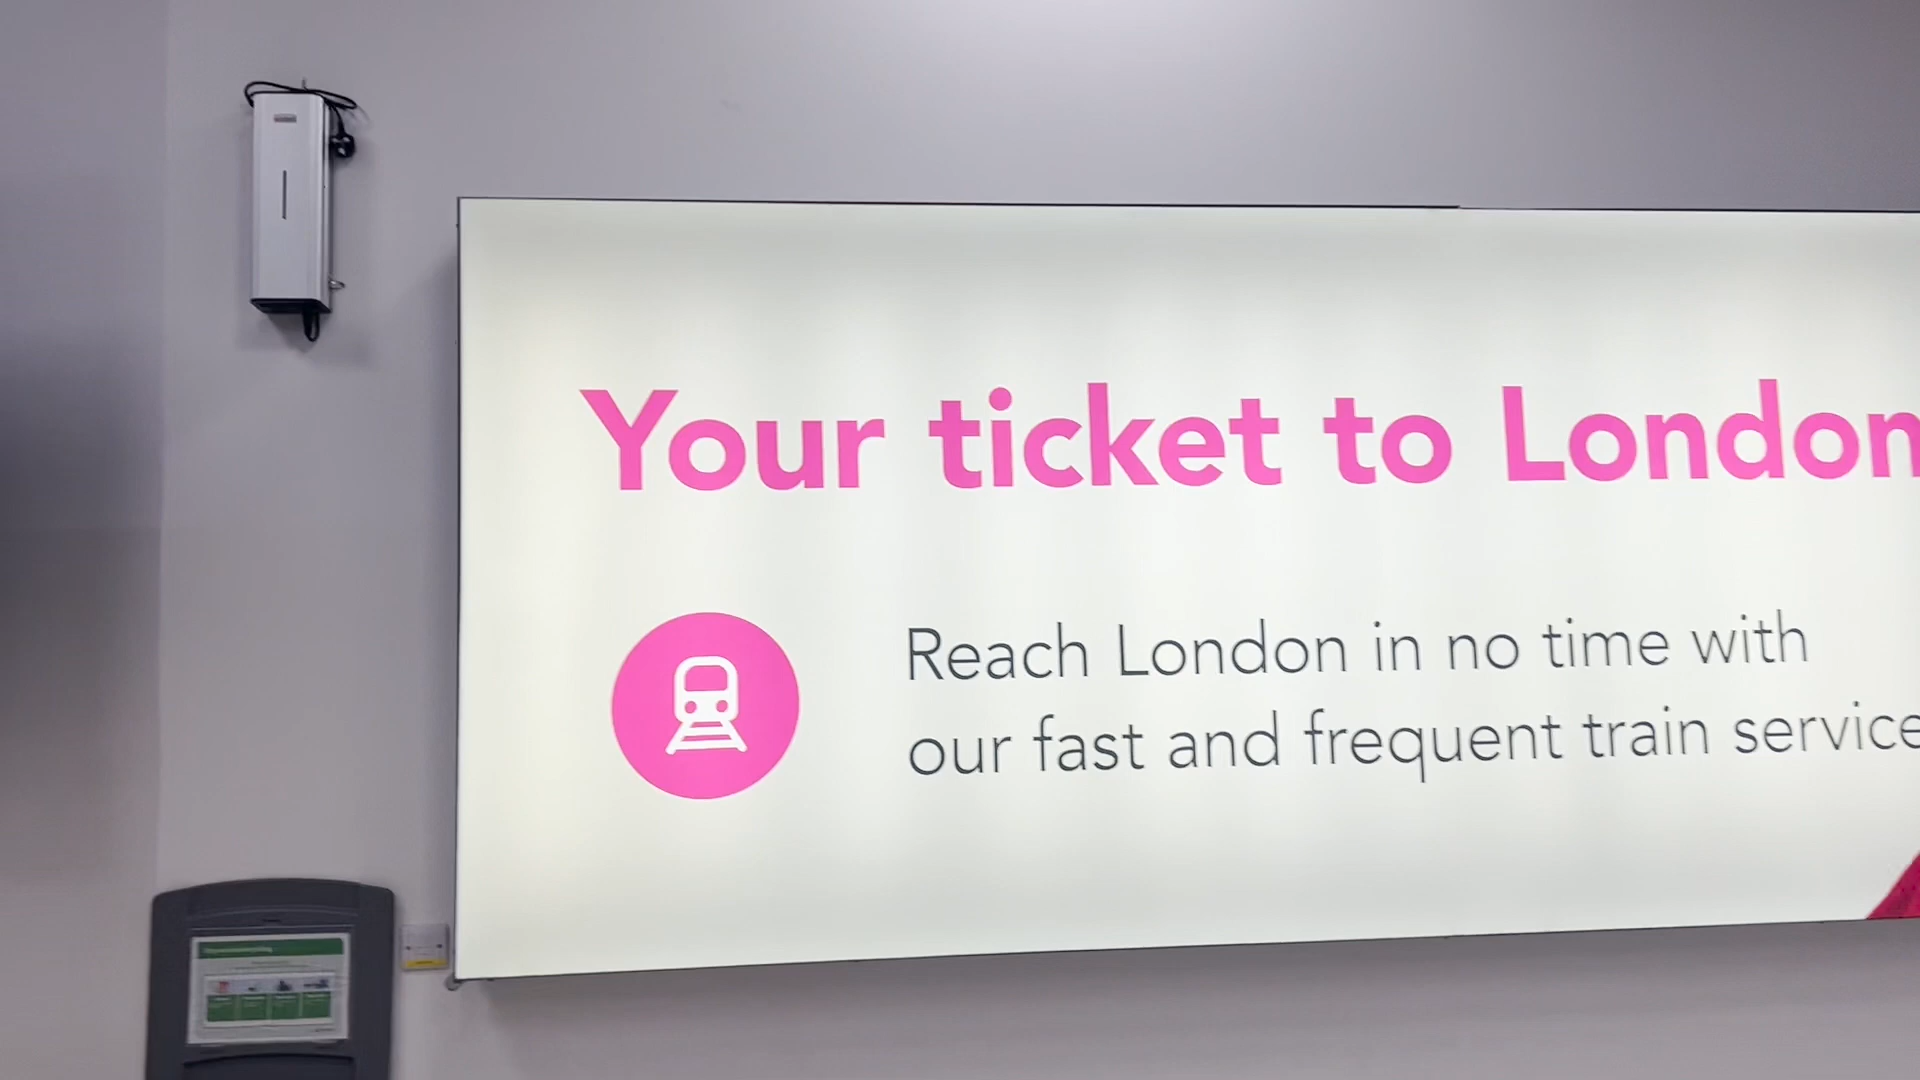 Your ticket to London
Reach London in no time with
our fast and frequent train service